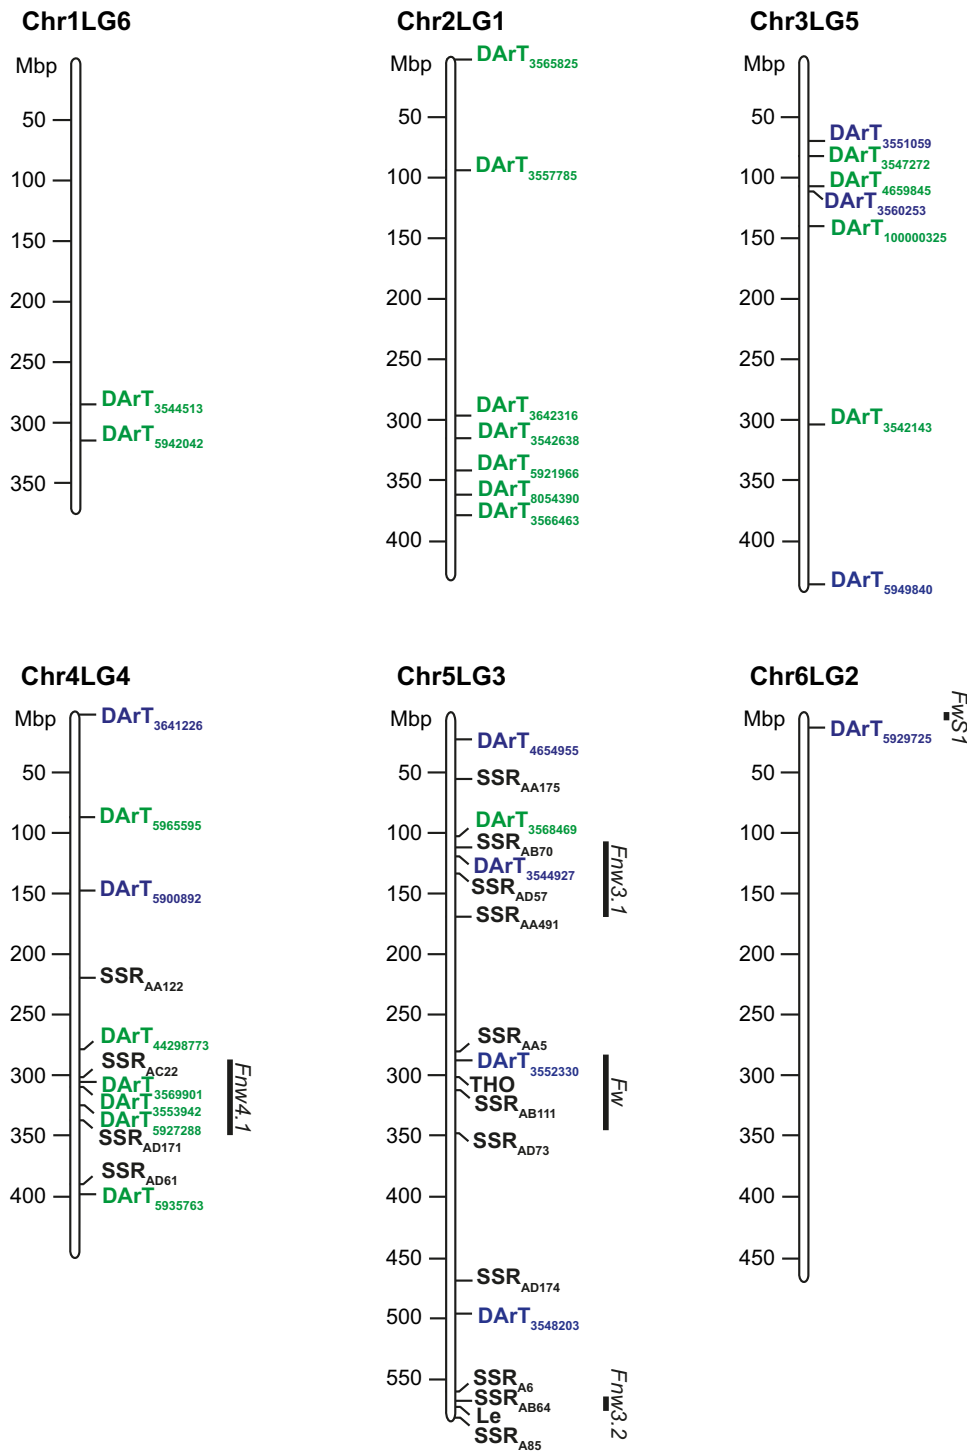 Chr1LG6
Mbp
50
100
150
200
250
300
350
DArT3544513
DArT5942042
Chr2LG1
Mbp
50
100
150
200
250
300
350
400
DArT3565825
DArT3557785
DArT3642316
DArT3542638
DArT5921966
DArT8054390
DArT3566463
Chr3LG5
Mbp
50
100
150
200
250
300
350
400
DArT3551059
DArT3547272
DArT4659845
DArT3560253
DArT100000325
DArT3542143
DArT5949840
Chr4LG4
Mbp
50
100
150
200
250
300
350
400
DArT3641226
DArT5965595
DArT5900892
SSRAA122
DArT44298773
SSRAC22
DArT3569901
DArT3553942
DArT5927288
SSRAD171
SSRAD61
DArT5935763
Fnw4.1
Chr5LG3
Mbp
50
100
150
200
250
300
350
400
450
500
550
DArT4654955
SSRAA175
DArT3568469
SSRAB70
DArT3544927
SSRAD57
SSRAA491
SSRAA5
DArT3552330
THO
SSRAB111
SSRAD73
SSRAD174
DArT3548203
SSRA6
SSRAB64
Le
SSRA85
Fnw3.1
Fw
Fnw3.2
Chr6LG2
Mbp
50
100
150
200
250
300
350
400
450
DArT5929725
FwS1